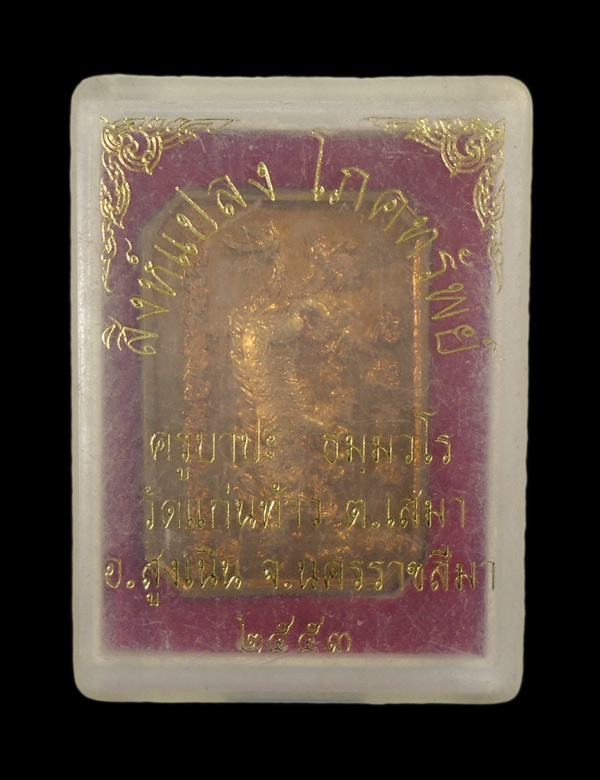 สิงห์แปลง โภคทรัพย์
ครูบาปะ ธมฺมวโร
วัดแก่นท้าว ต.เสมา
อ.สูงเนิน จ.นครราชสีมา
๒๕๕๓